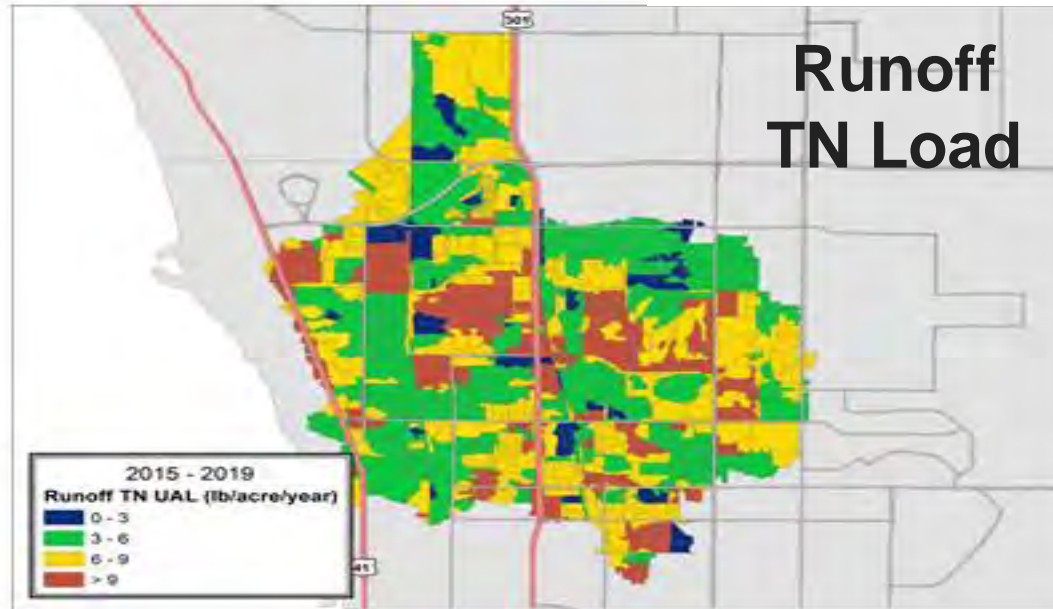 301
Runoff
TN Load
2015 - 2019
Runoff TN UAL (lb/acre/year)
0 - 3
3 - 6
6 - 9
> 9
41